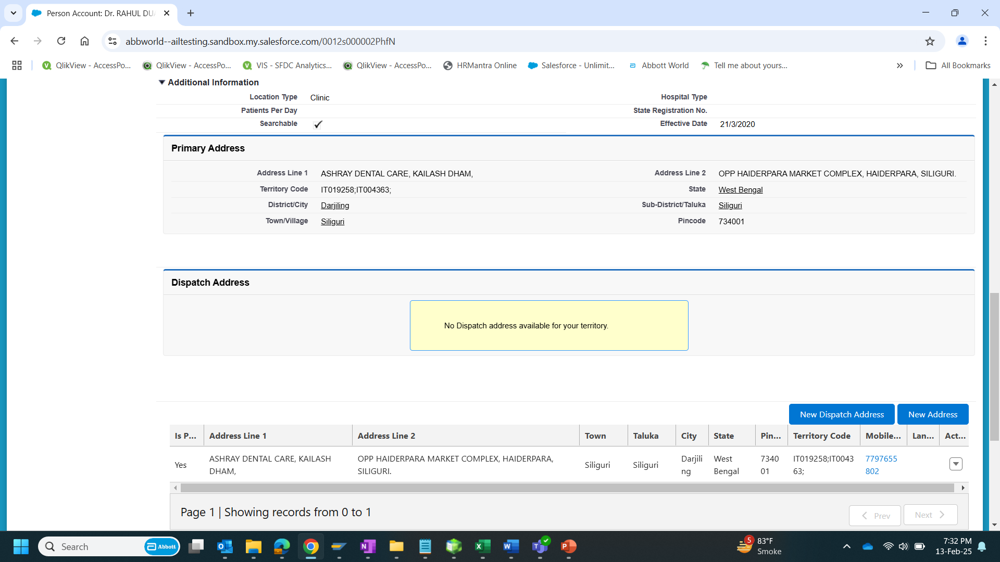 Person Account: Dr. RAHUL DU
abbworld--ailtesting.sandbox.my.salesforce.com/0012s000002PhfN
QlikView - AccessPo... QlikView - AccessPo... VIS - SFDC Analytics... QlikView - AccessPo... HRMantra Online Salesforce - Unlimit... Abbott World Tell me about yours... » All Bookmarks
Additional Information
Location Type Clinic Hospital Type
Patients Per Day State Registration No.
Searchable Effective Date 21/3/2020
Primary Address
Address Line 1 ASHRAY DENTAL CARE, KAILASH DHAM, Address Line 2 OPP HAIDERPARA MARKET COMPLEX, HAIDERPARA, SILIGURI.
Territory Code IT019258;IT004363; State West Bengal
District/City Darjiling Sub-District/Taluka Siliguri
Town/Village Siliguri Pincode 734001
Dispatch Address
No Dispatch address available for your territory.
New Dispatch Address New Address
Is P... Address Line 1 Address Line 2 Town Taluka City State Pin... Territory Code Mobile... Lan... Act...
Yes ASHRAY DENTAL CARE, KAILASH OPP HAIDERPARA MARKET COMPLEX, HAIDERPARA, Siliguri Siliguri Darjili West 7340 IT019258;IT0043 7797655
DHAM, SILIGURI. ng Bengal 01 63; 802
Page 1 | Showing records from 0 to 1
Prev Next
Search Abbott
5 83°F
Smoke
7:32 PM
13-Feb-25